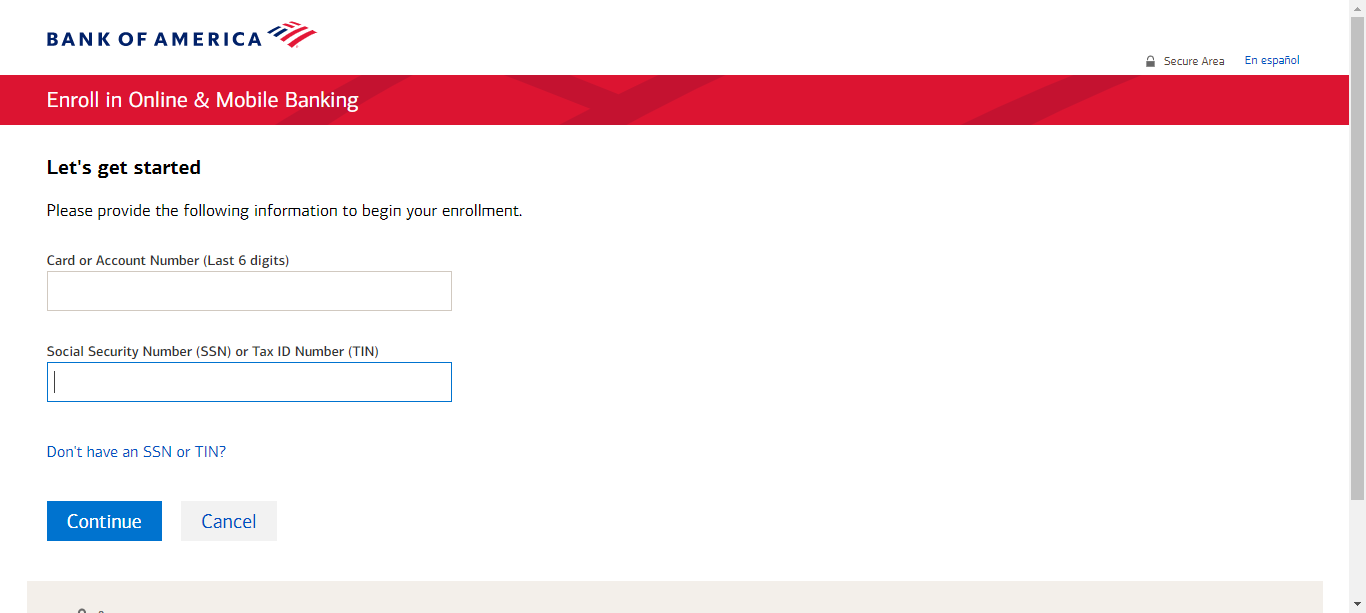 BANK OF AMERICA
Secure Area
En español
Enroll in Online & Mobile Banking
Let's get started
Please provide the following information to begin your enrollment.
Card or Account Number (Last 6 digits)
Social Security Number (SSN) or Tax ID Number (TIN)
Don't have an SSN or TIN?
Continue
Cancel